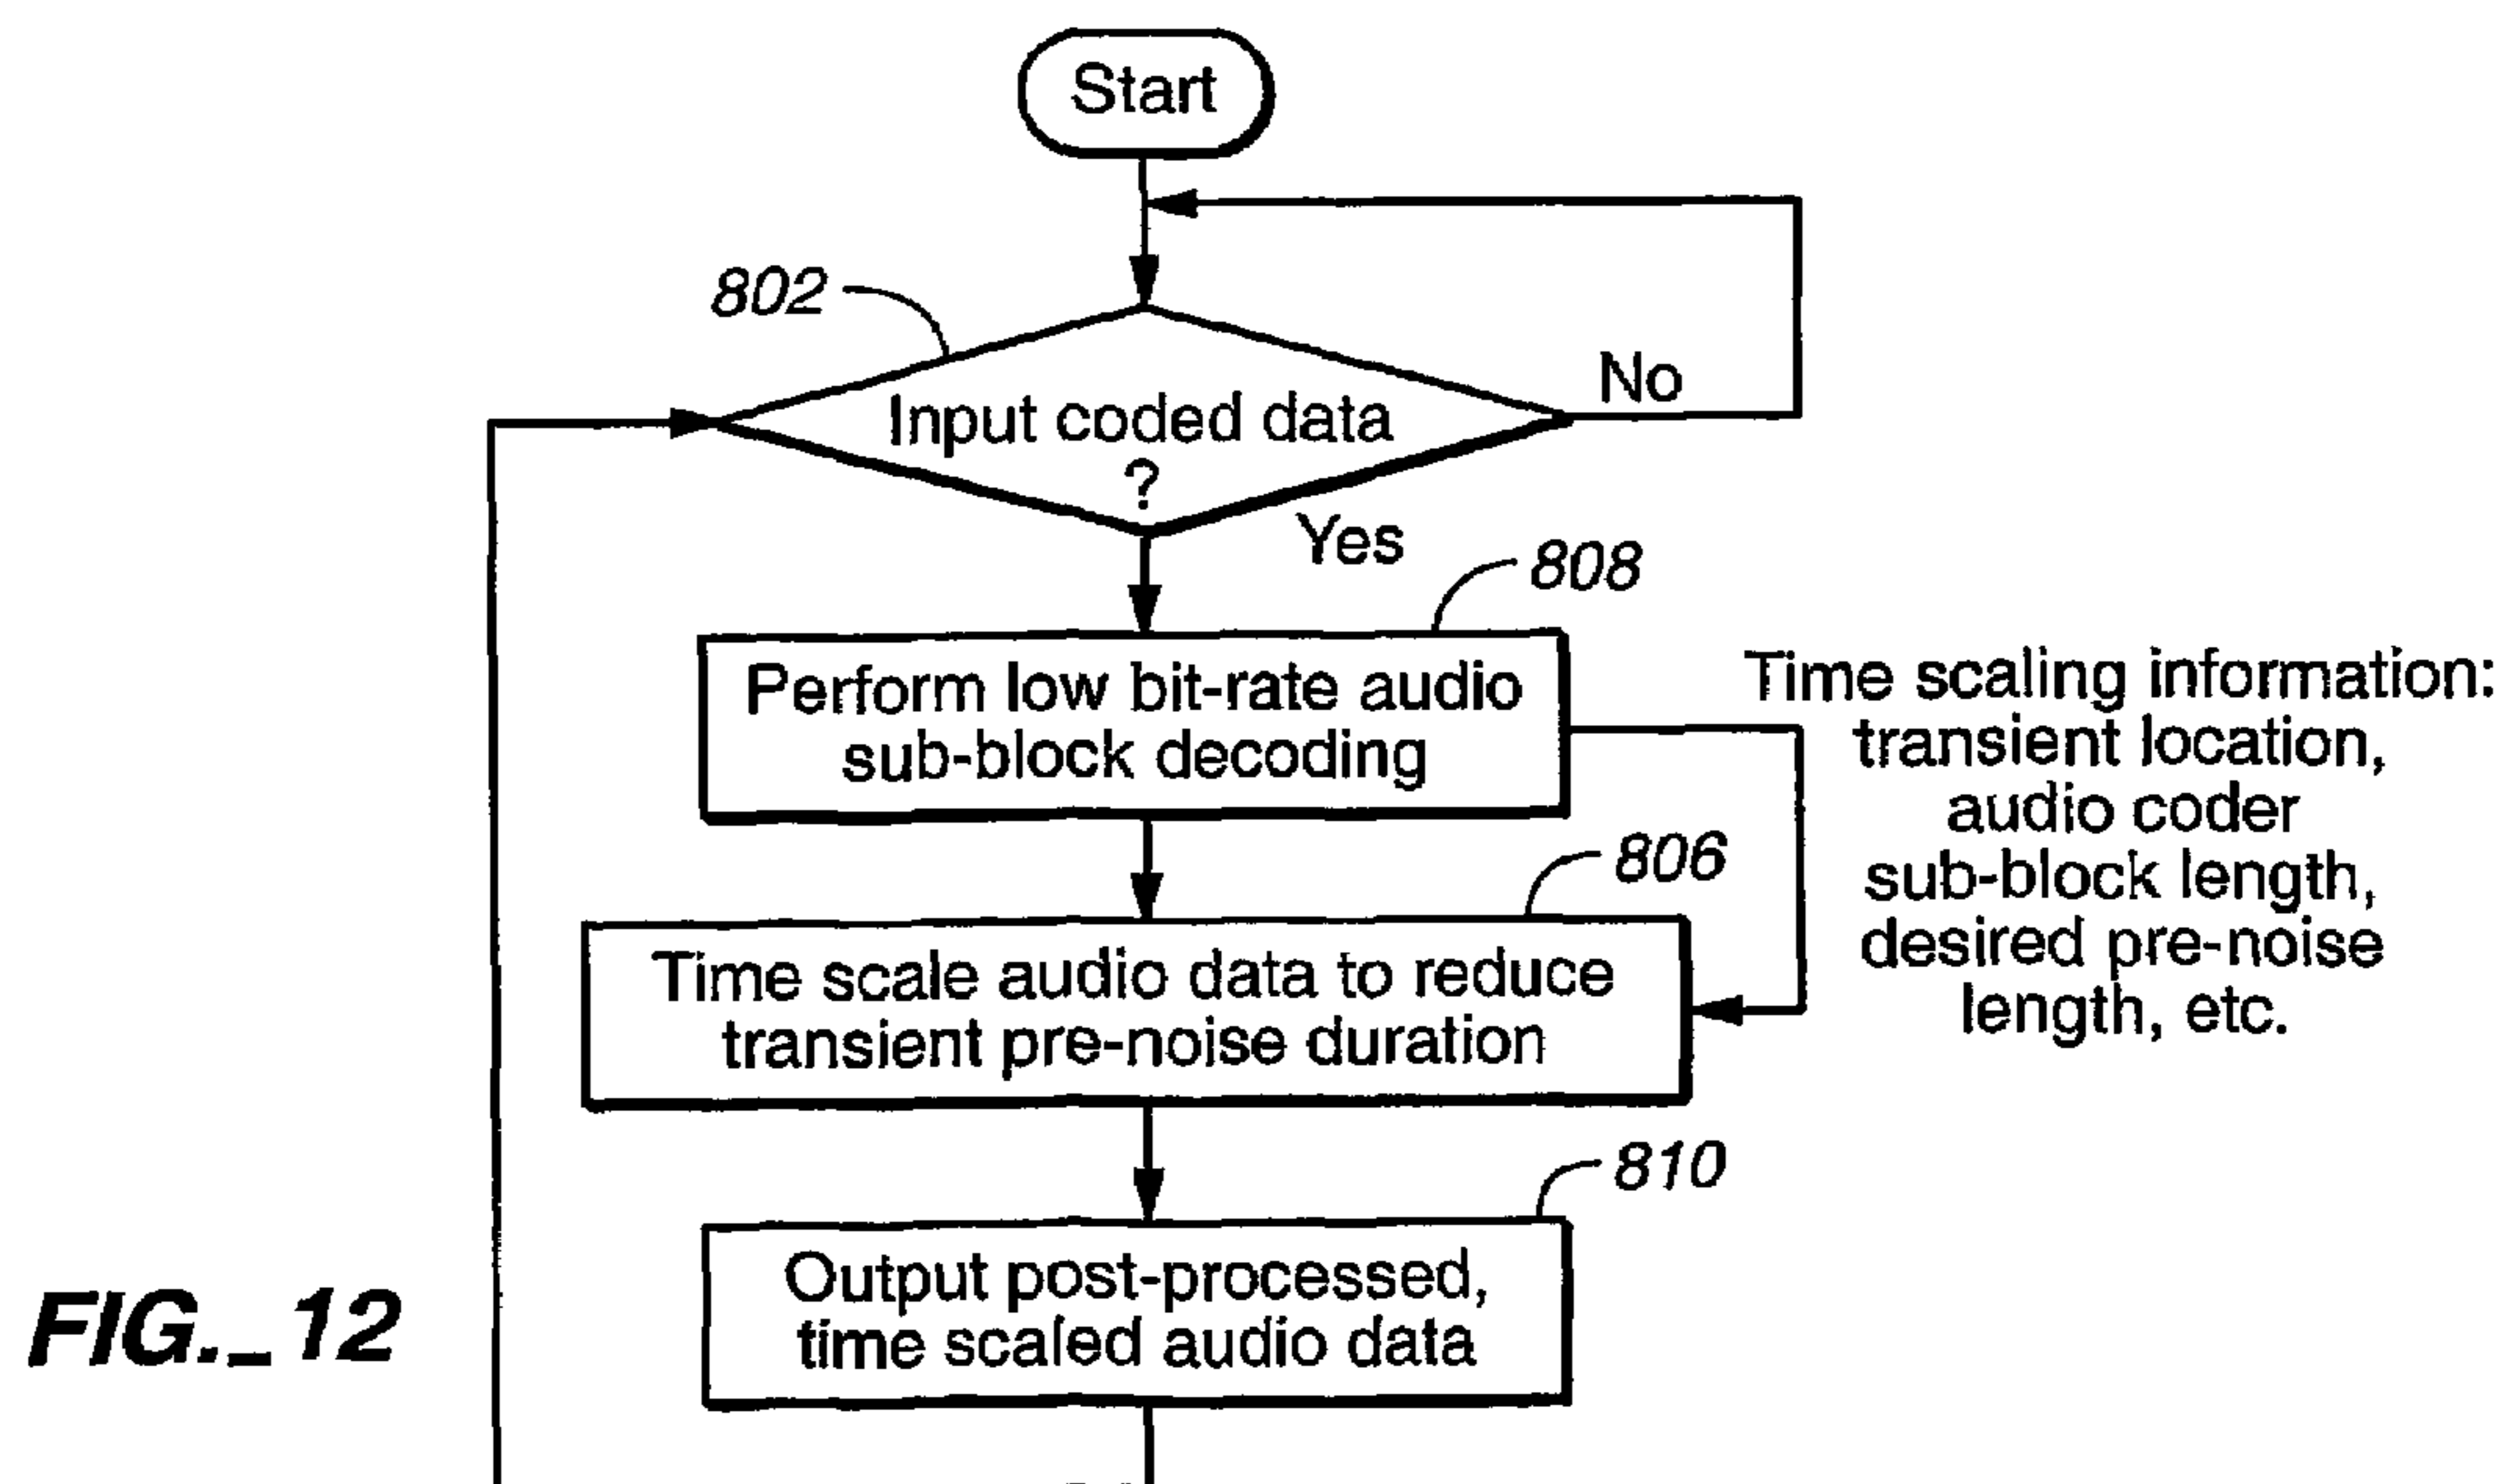 Start
802
No
Input coded data
?
Yes
808
Perform low bit-rate audio
sub-block decoding
Time scaling information:
transient location,
audio coder
sub-block length,
desired pre-noise
length, etc.
806
Time scale audio data to reduce
transient pre-noise duration
810
Output post-processed,
time scaled audio data
FIG._12